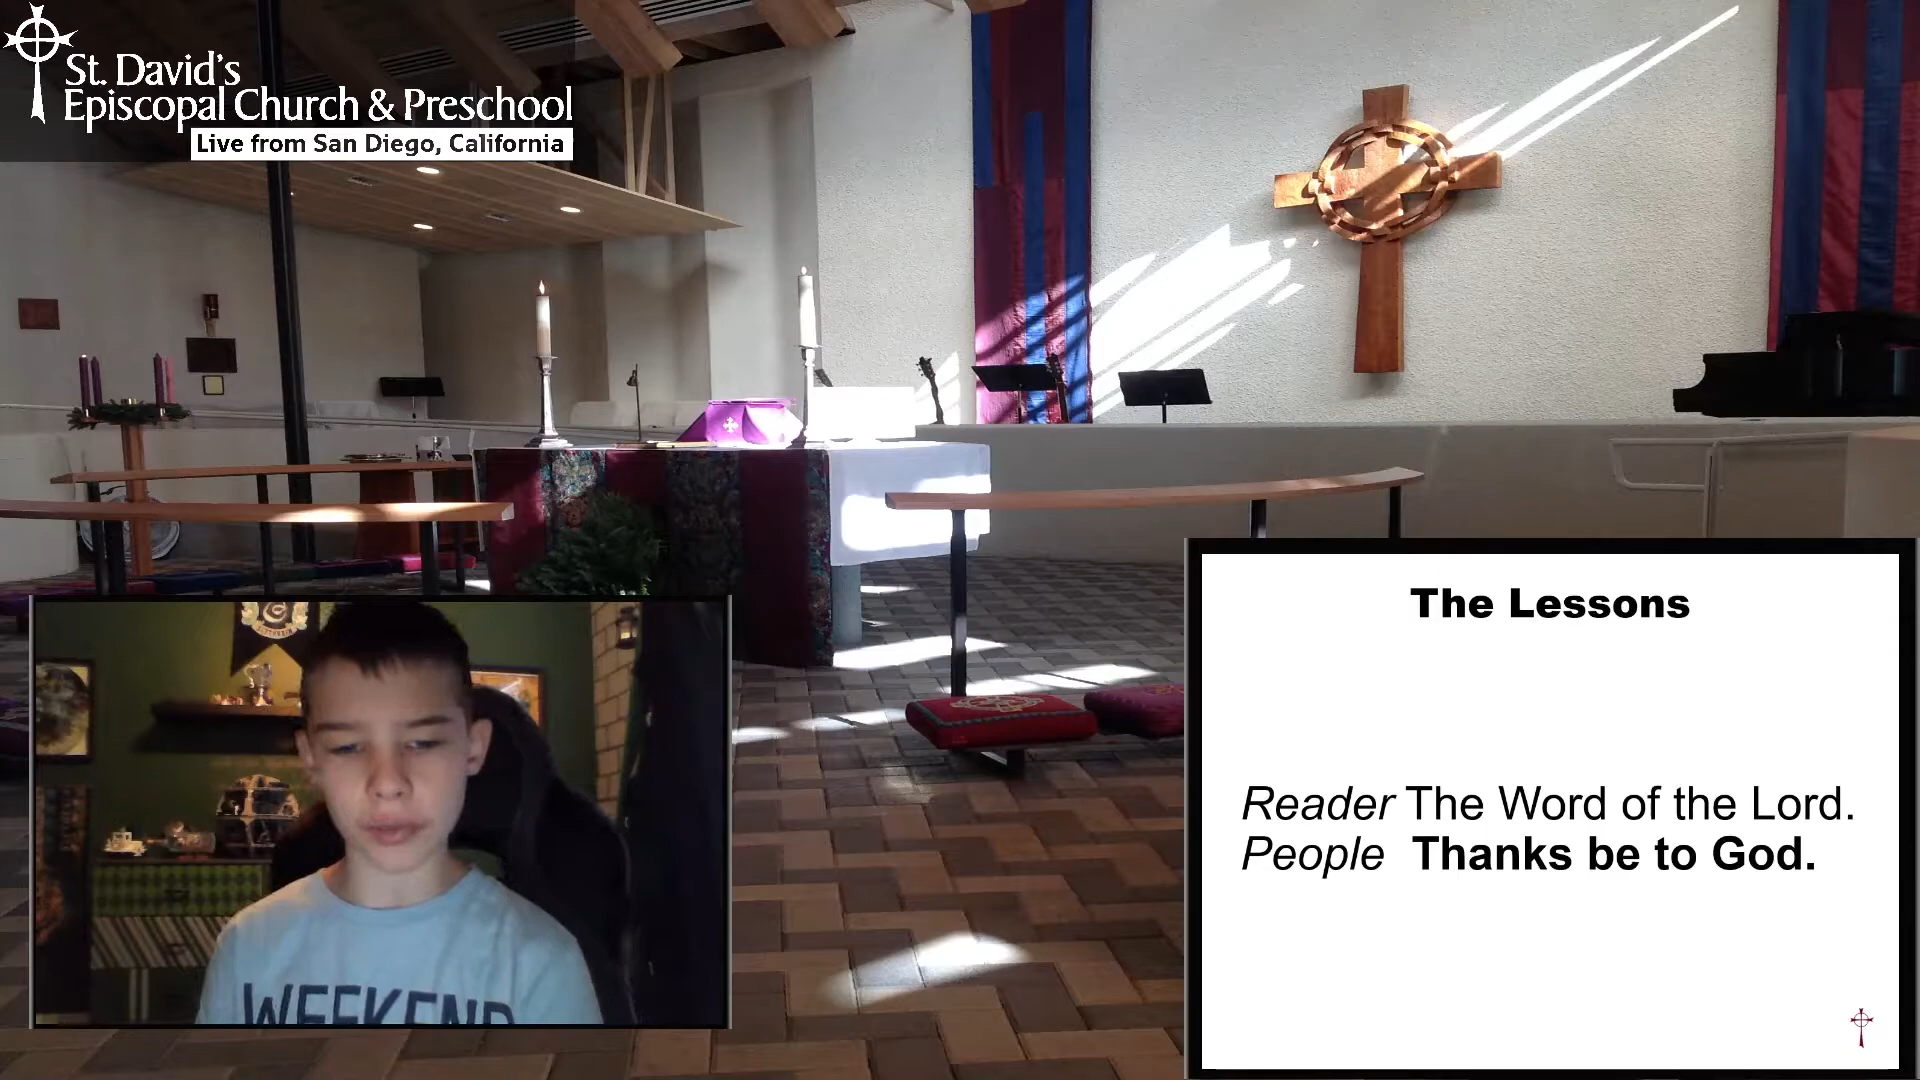 St. David's
Episcopal Church & Preschool
Live from San Diego, California
The Lessons
Reader The Word of the Lord.
People Thanks be to God.
WEEKEND